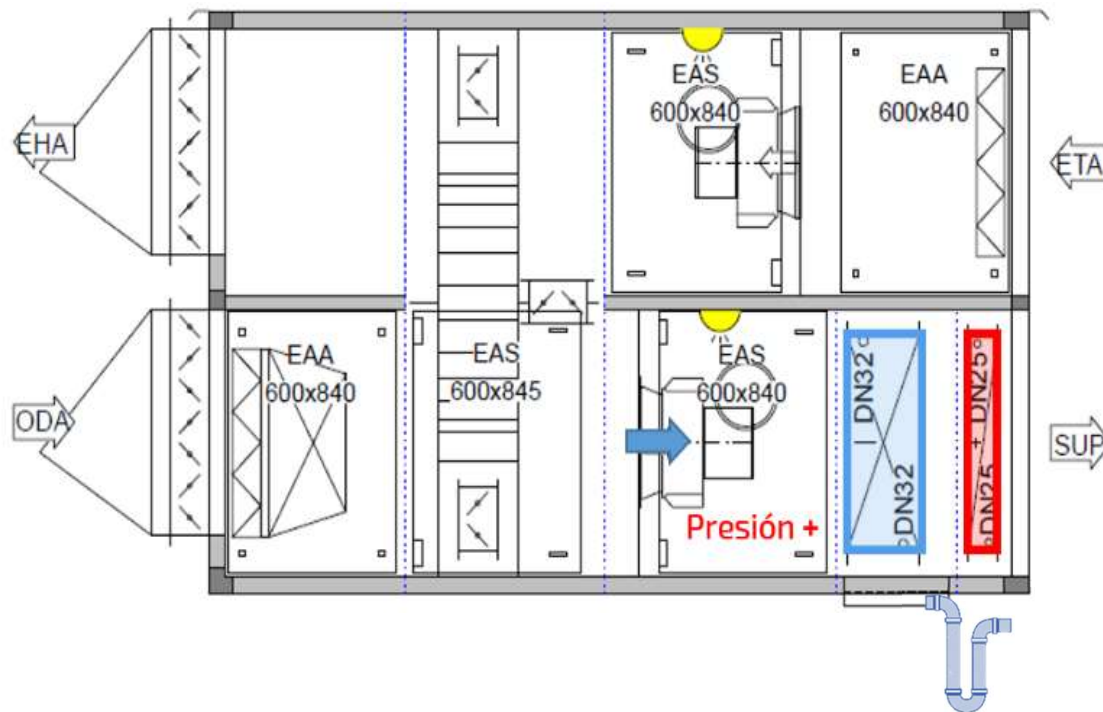 EAS
600x840
EAA
600x840
EHA
ETA
EAA
600x840
EAS
600x845
EAS
600x840
ODA
SUP
− DN32°
°DN32
+ DN25°
°DN25
Presión +